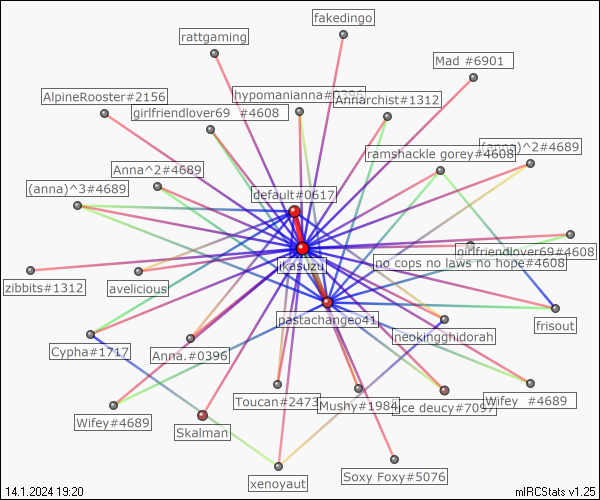 fakedingo
rattgaming
Mad #6901
AlpineRooster#2156
hypomanianna#0396
Annarchist#1312
girlfriendlover69 #4608
(anna)^2#4689
ramshackle gorey#4608
Anna^2#4689
(anna)^3#4689
default#0617
girlfriendlover69#4608
no cops no laws no hope#4608
ikasuzu
zibbits#1312
avelicious
pastachangeo41
frisout
neokingghidorah
Cypha#1717
Anna.#0396
Toucan#2473
Mushy#1984
deucy#7097
Wifey #4689
Wifey#4689
Skalman
Soxy Foxy#5076
xenoyaut
14.1.2024 19:20
mIRCStats v1.25